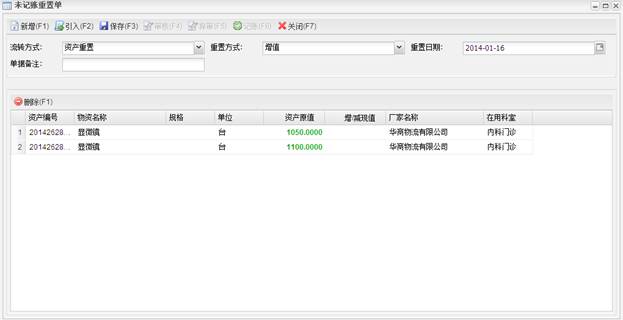 未记账重置单
新增(F1) 引入(F2) 保存(F3) 审核(F4) 弃审(F5) 记账(F6) 关闭(F7)
流转方式: 资产重置 重置方式: 增值 重置日期: 2014-01-16
单据备注:
删除(F1)
资产编号 物资名称 规格 单位 资产原值 增/减现值 厂家名称 在用科室
1 20142628... 显微镜 台 1050.0000 华商物流有限公司 内科门诊
2 20142628... 显微镜 台 1100.0000 华商物流有限公司 内科门诊